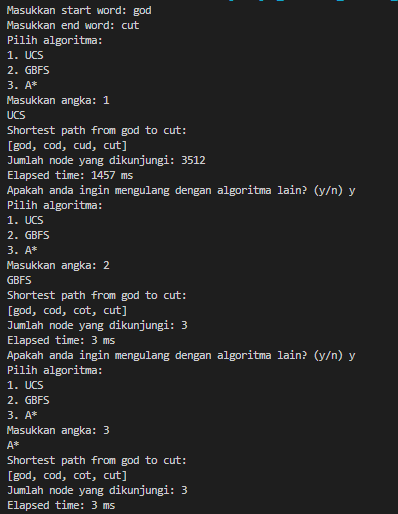 Masukkan start word: god
Masukkan end word: cut
Pilih algoritma:
1. UCS
2. GBFS
3. A*
Masukkan angka: 1
UCS
Shortest path from god to cut:
[god, cod, cud, cut]
Jumlah node yang dikunjungi: 3512
Elapsed time: 1457 ms
Apakah anda ingin mengulang dengan algoritma lain? (y/n) y
Pilih algoritma:
1. UCS
2. GBFS
3. A*
Masukkan angka: 2
GBFS
Shortest path from god to cut:
[god, cod, cot, cut]
Jumlah node yang dikunjungi: 3
Elapsed time: 3 ms
Apakah anda ingin mengulang dengan algoritma lain? (y/n) y
Pilih algoritma:
1. UCS
2. GBFS
3. A*
Masukkan angka: 3
A*
Shortest path from god to cut:
[god, cod, cot, cut]
Jumlah node yang dikunjungi: 3
Elapsed time: 3 ms